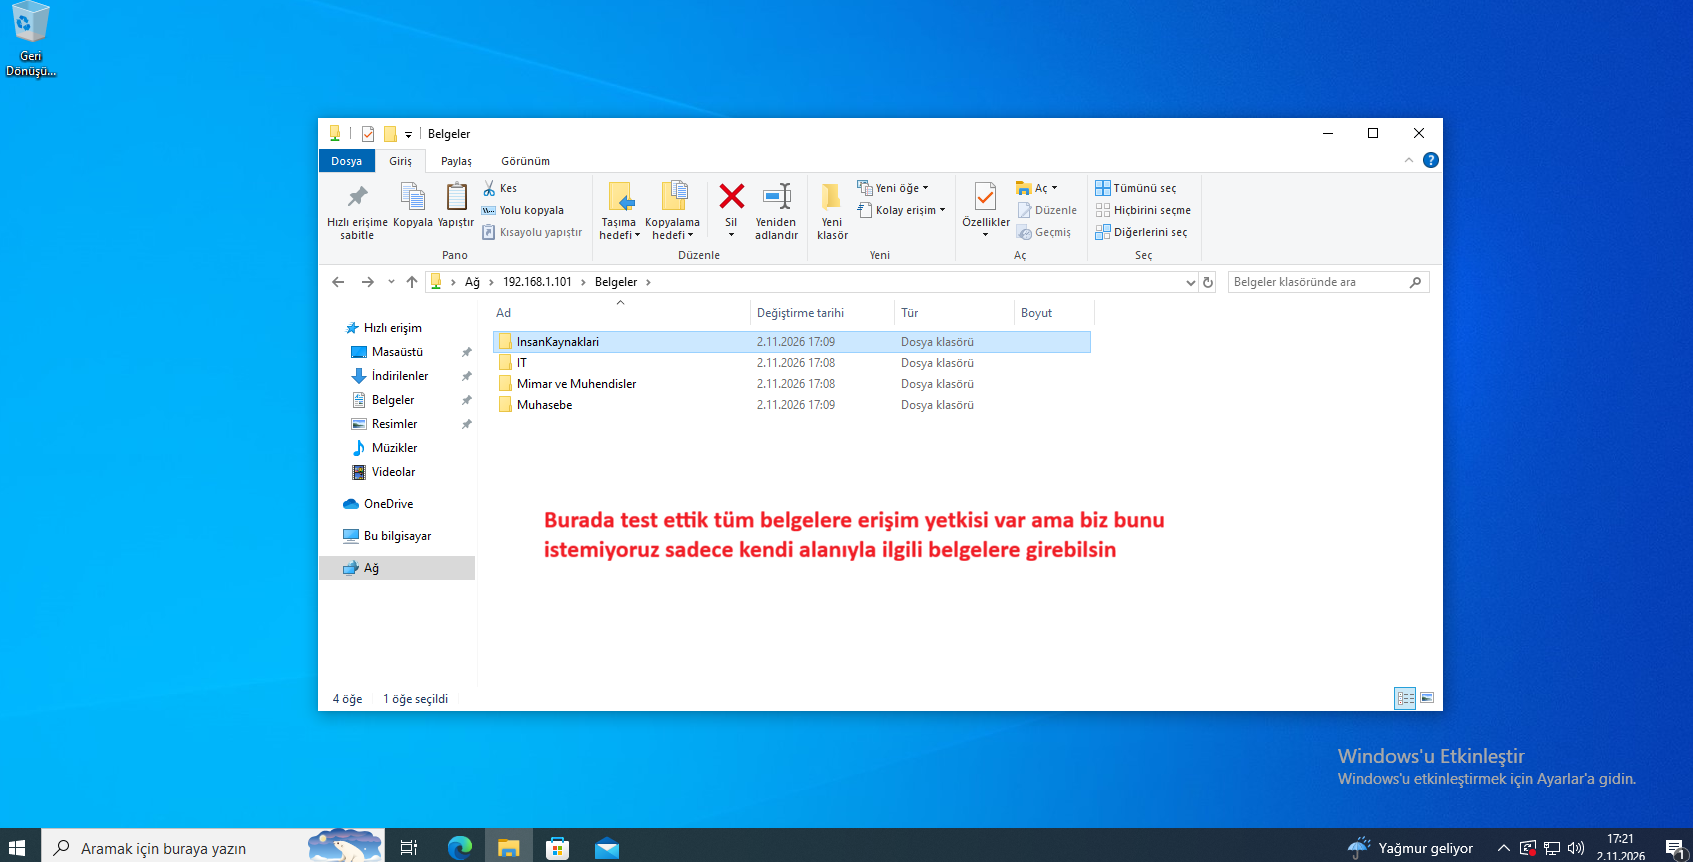 Geri
Dönüşü...
Belgeler
Dosya
Giriş
Paylaş
Görünüm
Hızlı erişime
sabitle
Kopyala
Yapıştır
Kes
Yolu kopyala
Kısayolu yapıştır
Pano
Taşıma
hedefi
Kopyalama
hedefi
Sil
Yeniden
adlandır
Düzenle
Yeni
klasör
Yeni öğe
Kolay erişim
Yeni
Özellikler
Aç
Düzenle
Geçmiş
Aç
Tümünü seç
Hiçbirini seçme
Diğerlerini seç
Seç
Ağ > 192.168.1.101 > Belgeler >
Belgeler klasöründe ara
Ad Değiştirme tarihi Tür Boyut
InsanKaynaklari 2.11.2026 17:09 Dosya klasörü
IT 2.11.2026 17:08 Dosya klasörü
Mimar ve Muhendisler 2.11.2026 17:08 Dosya klasörü
Muhasebe 2.11.2026 17:09 Dosya klasörü
Hızlı erişim
Masaüstü
İndirilenler
Belgeler
Resimler
Müzikler
Videolar
OneDrive
Bu bilgisayar
Ağ
Burada test ettik tüm belgelere erişim yetkisi var ama biz bunu
istemiyoruz sadece kendi alanıyla ilgili belgelere girebilsin
4 öğe 1 öğe seçildi
Windows'u Etkinleştir
Windows'u etkinleştirmek için Ayarlar'a gidin.
Aramak için buraya yazın
Yağmur geliyor
17:21
2.11.2026
1